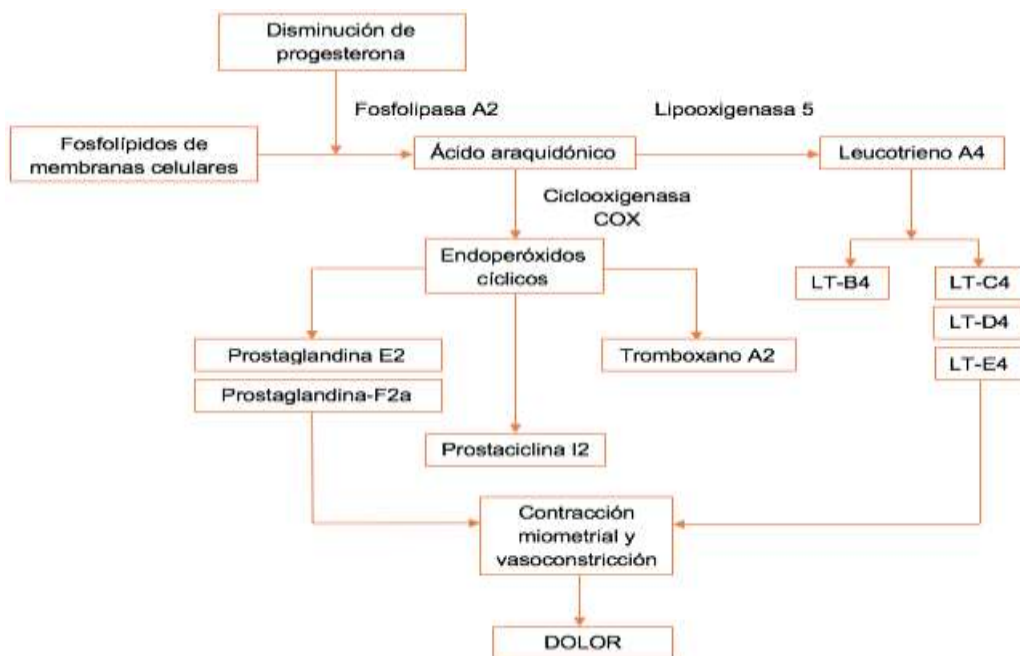 Disminución de
progesterona
Fosfolipasa A2
Lipooxigenasa 5
Fosfolípidos de
membranas celulares
Ácido araquidónico
Leucotrieno A4
Ciclooxigenasa
COX
Endoperóxidos
cíclicos
LT-B4
LT-C4
LT-D4
LT-E4
Prostaglandina E2
Tromboxano A2
Prostaglandina-F2a
Prostaciclina I2
Contracción
miometrial y
vasoconstricción
DOLOR